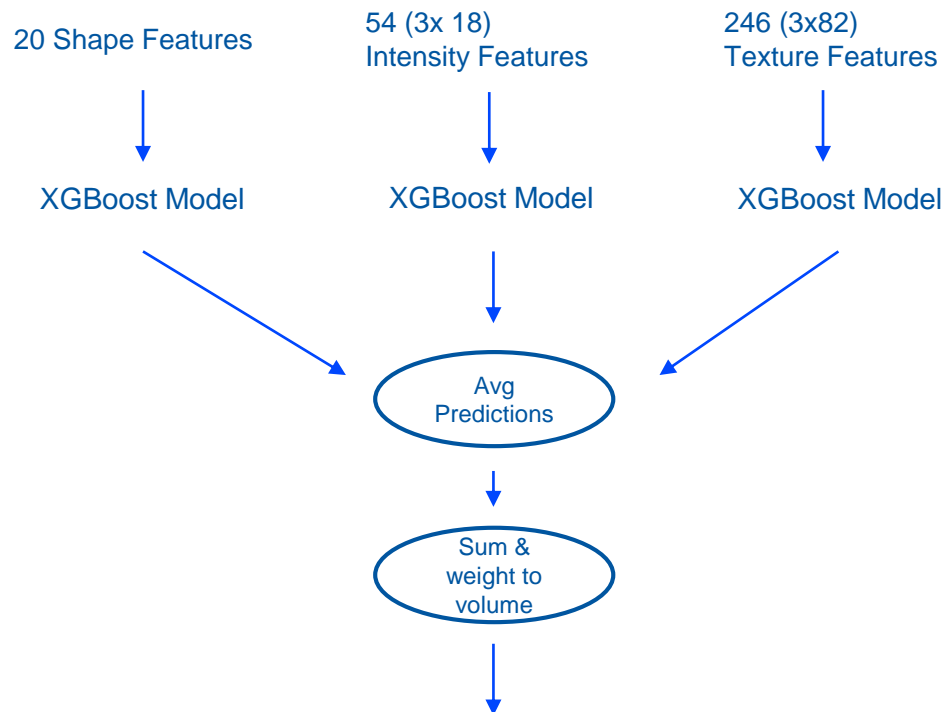 20 Shape Features
54 (3x 18)
Intensity Features
246 (3x82)
Texture Features
XGBoost Model
XGBoost Model
XGBoost Model
Avg
Predictions
Sum &
weight to
volume